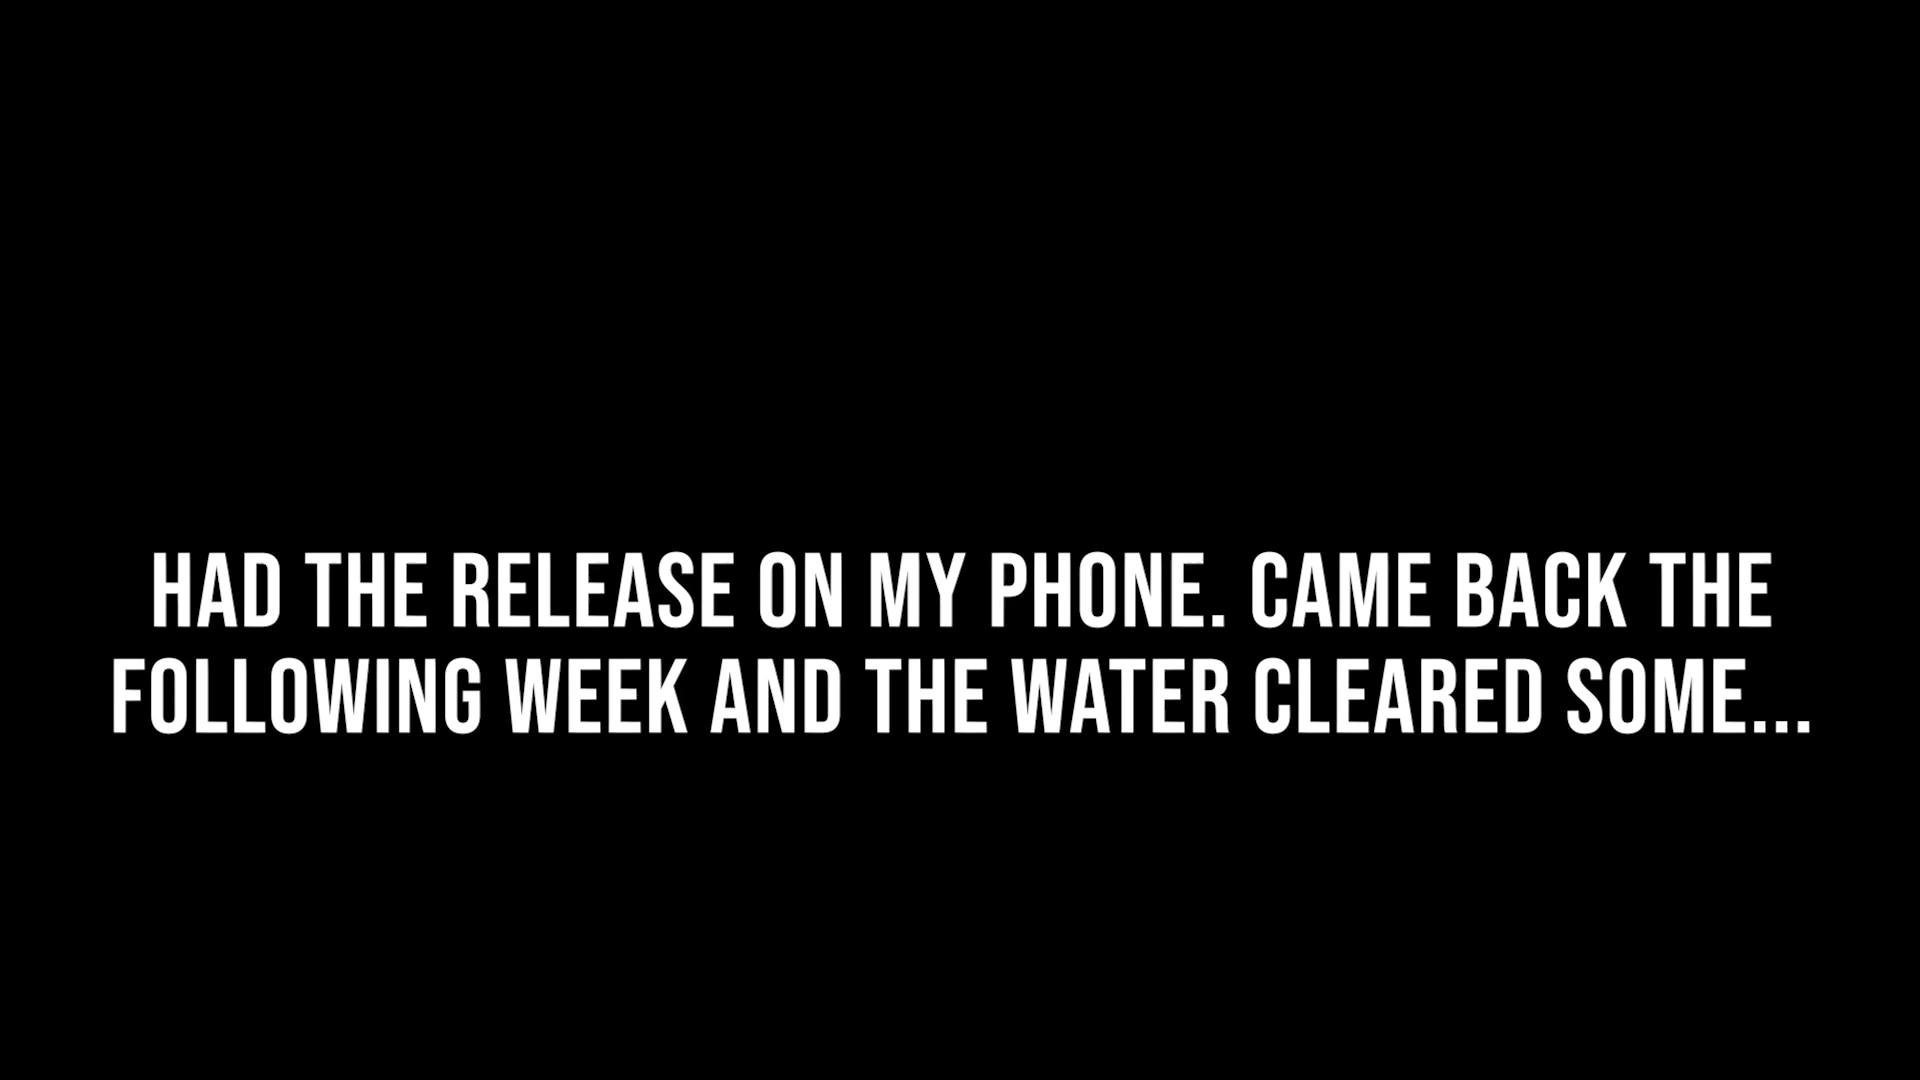 HAD THE RELEASE ON MY PHONE. CAME BACK THE
FOLLOWING WEEK AND THE WATER CLEARED SOME...